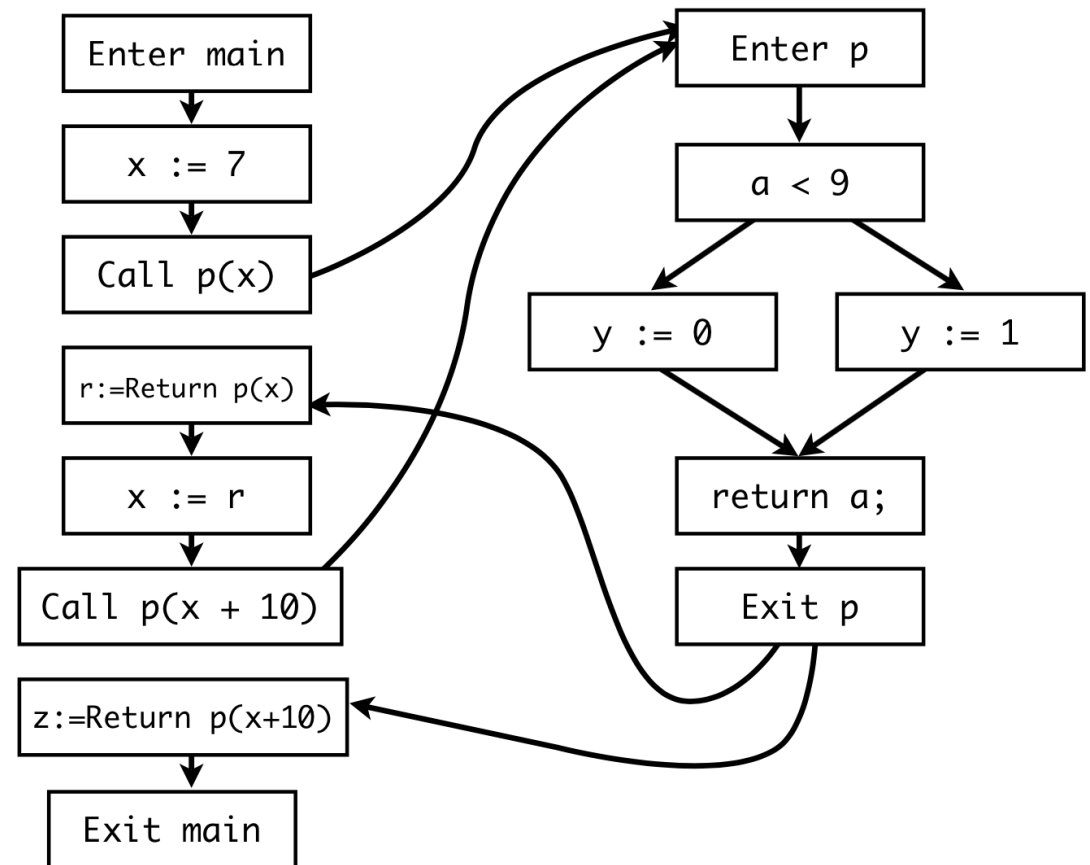 Enter main
x := 7
Call p(x)
r:=Return p(x)
x := r
Call p(x + 10)
z:=Return p(x+10)
Exit main
Enter p
a < 9
y := 0
y := 1
return a;
Exit p